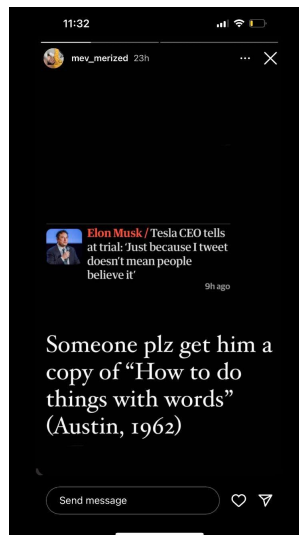 11:32
mev_merized 23h
Elon Musk / Tesla CEO tells
at trial: ‘Just because I tweet
doesn’t mean people
believe it’
9h ago
Someone plz get him a
copy of “How to do
things with words”
(Austin, 1962)
Send message